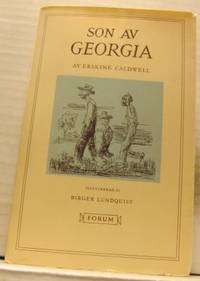 SON AV
GEORGIA
AV ERSKINE CALDWELL
ILLUSTRERAD AV
BIRGER LUNDQUIST
FORUM